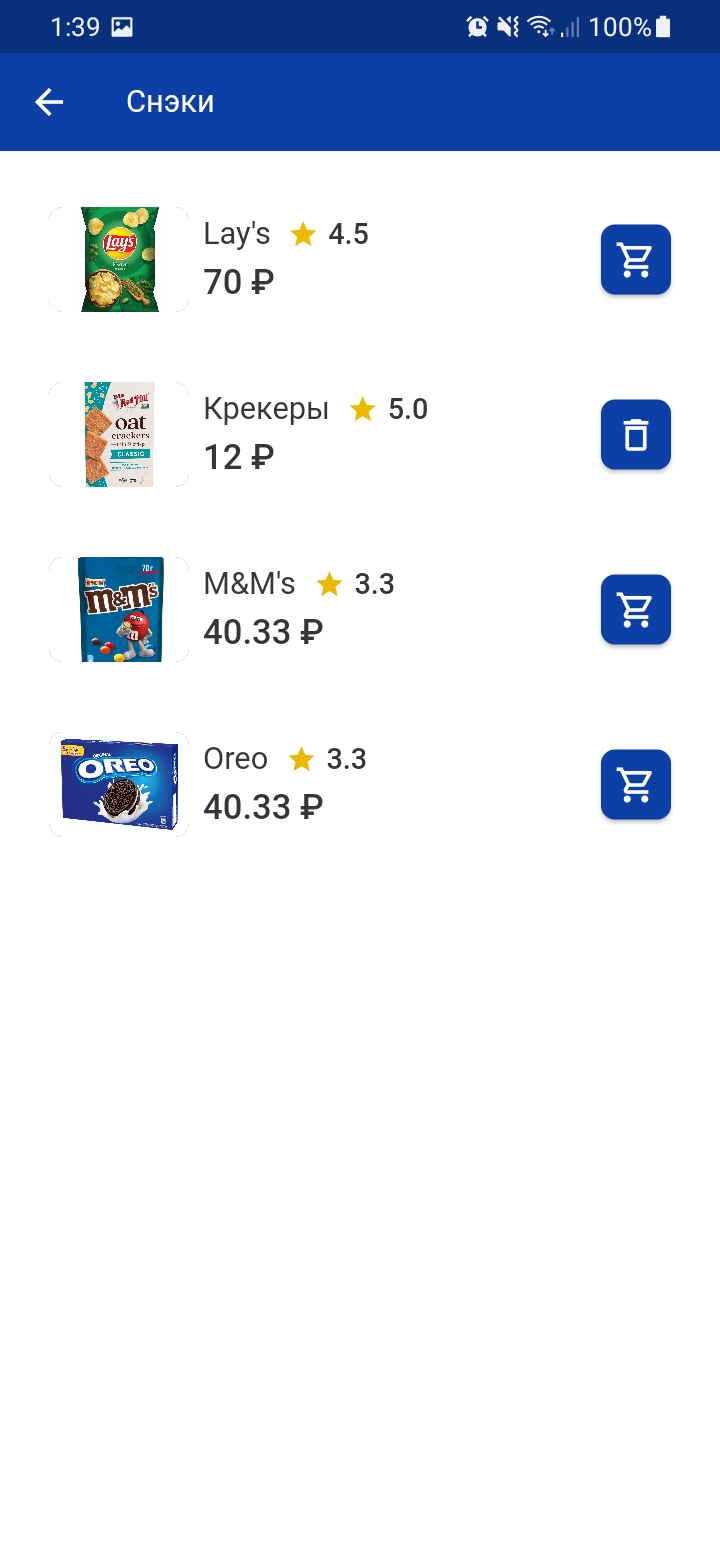 1:39 100%
Снэки
Lay's 4.5
70 ₽
Lay's
Крекеры 5.0
12 ₽
Bob's Red Mill
oat
crackers
CLASSIC
M&M's 3.3
40.33 ₽
70г
m&m's
Oreo 3.3
40.33 ₽
ORIGINAL
OREO